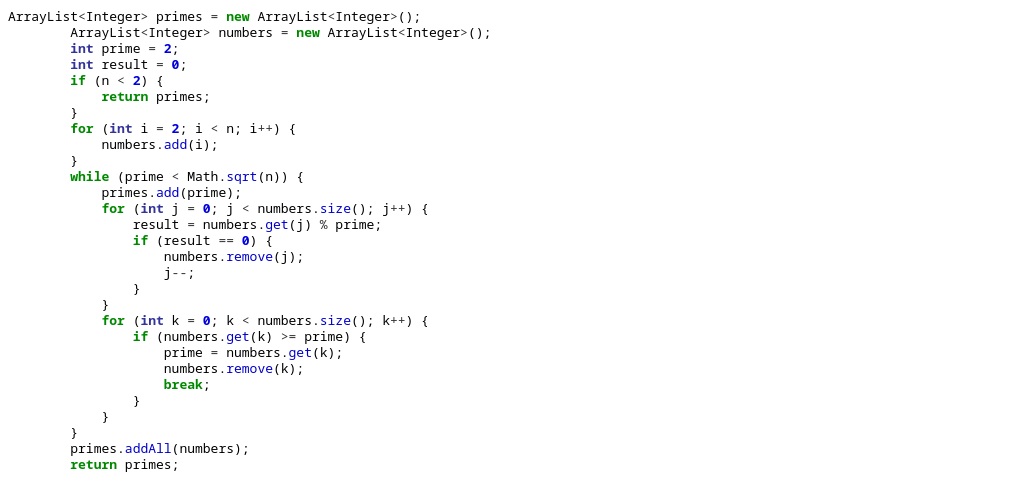 ArrayList<Integer> primes = new ArrayList<Integer>();
        ArrayList<Integer> numbers = new ArrayList<Integer>();
        int prime = 2;
        int result = 0;
        if (n < 2) {
            return primes;
        }
        for (int i = 2; i < n; i++) {
            numbers.add(i);
        }
        while (prime < Math.sqrt(n)) {
            primes.add(prime);
            for (int j = 0; j < numbers.size(); j++) {
                result = numbers.get(j) % prime;
                if (result == 0) {
                    numbers.remove(j);
                    j--;
                }
            }
            for (int k = 0; k < numbers.size(); k++) {
                if (numbers.get(k) >= prime) {
                    prime = numbers.get(k);
                    numbers.remove(k);
                    break;
                }
            }
        }
        primes.addAll(numbers);
        return primes;